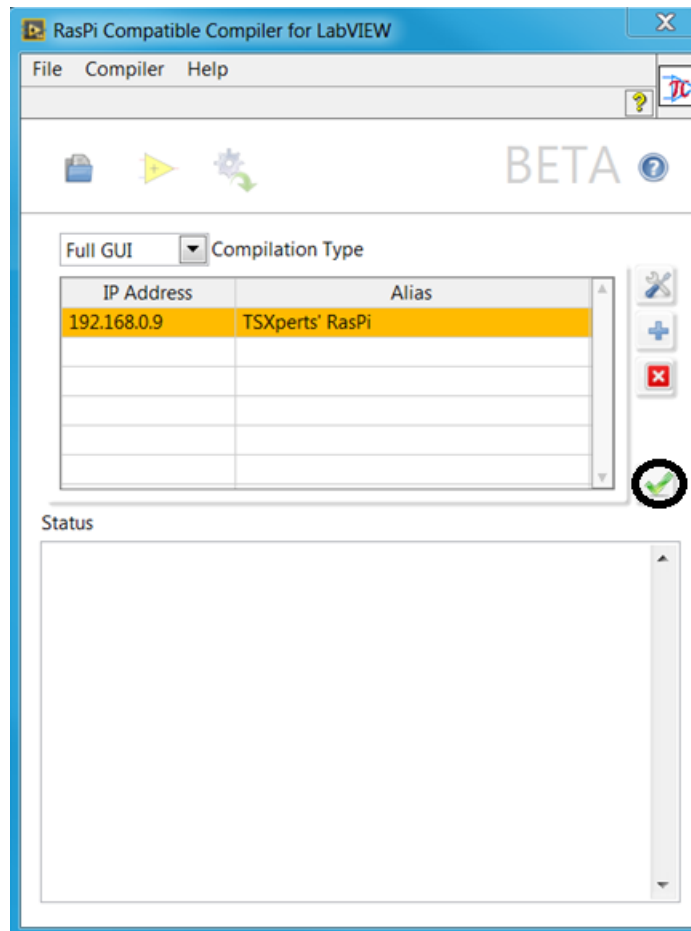 RasPi Compatible Compiler for LabVIEW
File Compiler Help
?
πC
BETA ?
Full GUI Compilation Type
IP Address Alias
192.168.0.9 TSXperts' RasPi
Status